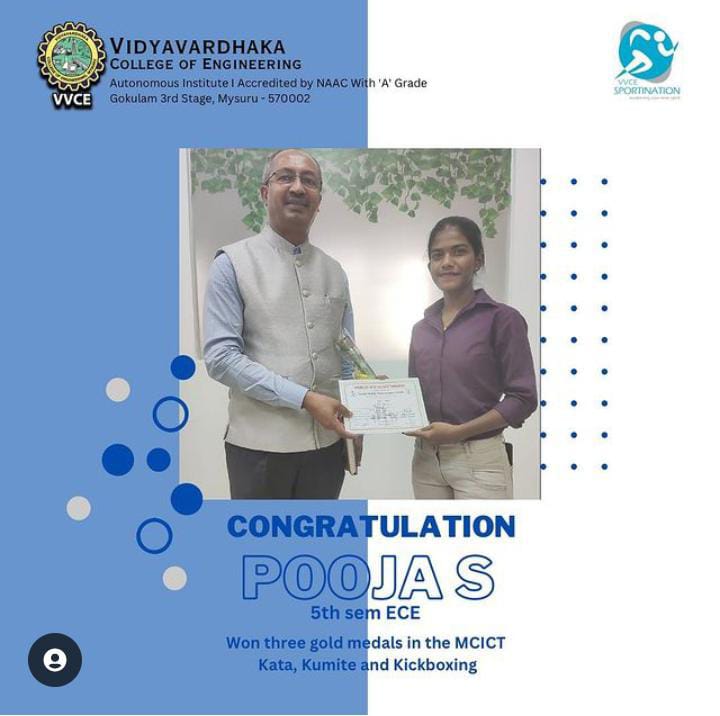 VIDYAVARDHAKA
COLLEGE OF ENGINEERING
Autonomous Institute I Accredited by NAAC With 'A' Grade
Gokulam 3rd Stage, Mysuru - 570002
VVCE
VVCE
SPORTINATION
CONGRATULATION
POOJA S
5th sem ECE
Won three gold medals in the MCICT
Kata, Kumite and Kickboxing